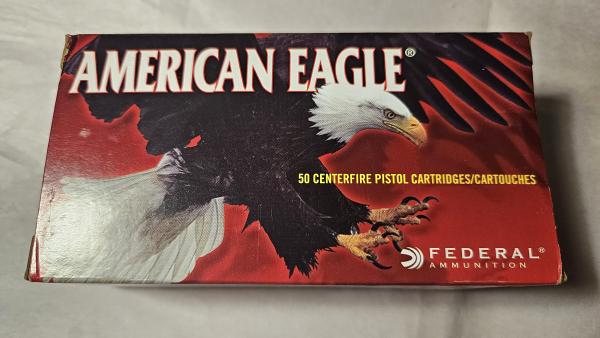 AMERICAN EAGLE®
50 CENTERFIRE PISTOL CARTRIDGES/CARTOUCHES
FEDERAL®
AMMUNITION